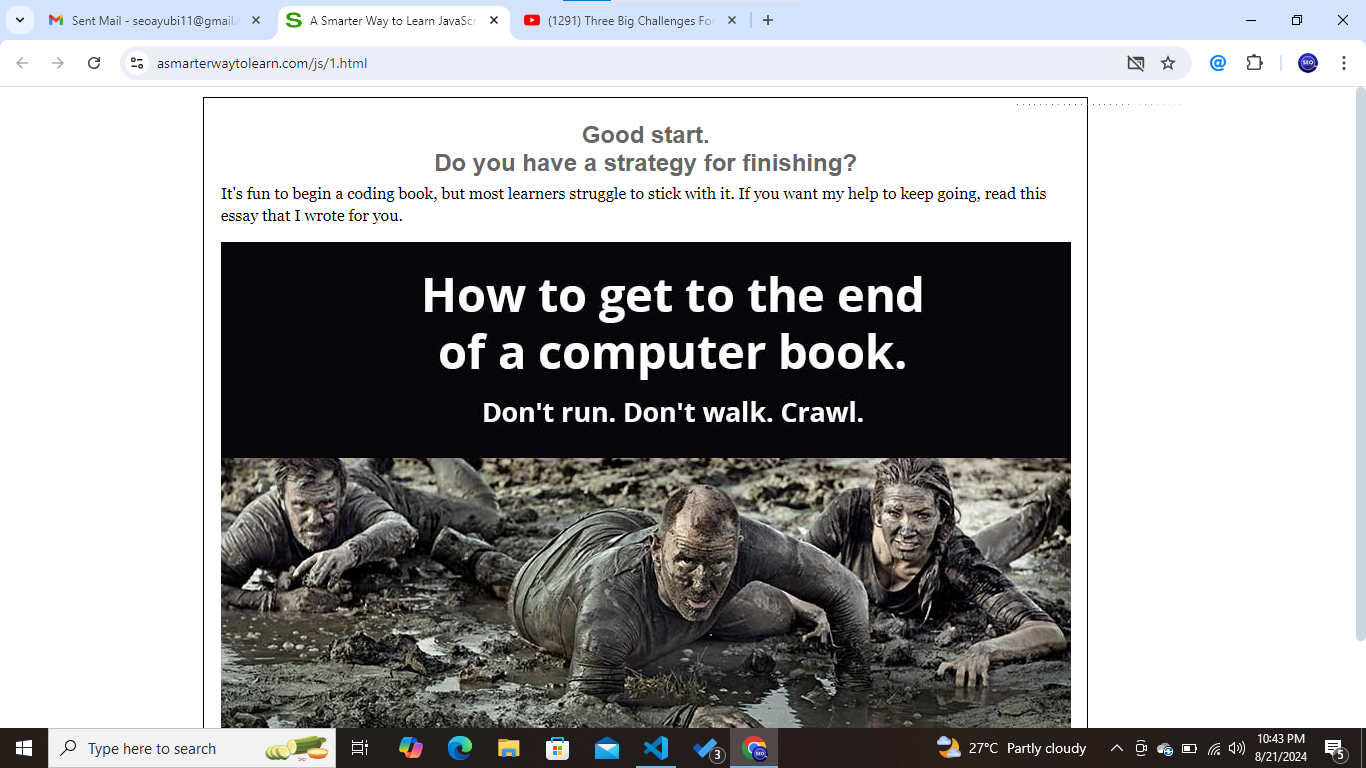 Sent Mail - seoayubi11@gmail.c
A Smarter Way to Learn JavaScr
(1291) Three Big Challenges For
asmarterwaytolearn.com/js/1.html
SEO
Good start.
Do you have a strategy for finishing?
It's fun to begin a coding book, but most learners struggle to stick with it. If you want my help to keep going, read this
essay that I wrote for you.
How to get to the end
of a computer book.
Don't run. Don't walk. Crawl.
Type here to search
3
SEO
27°C Partly cloudy
10:43 PM
8/21/2024
5